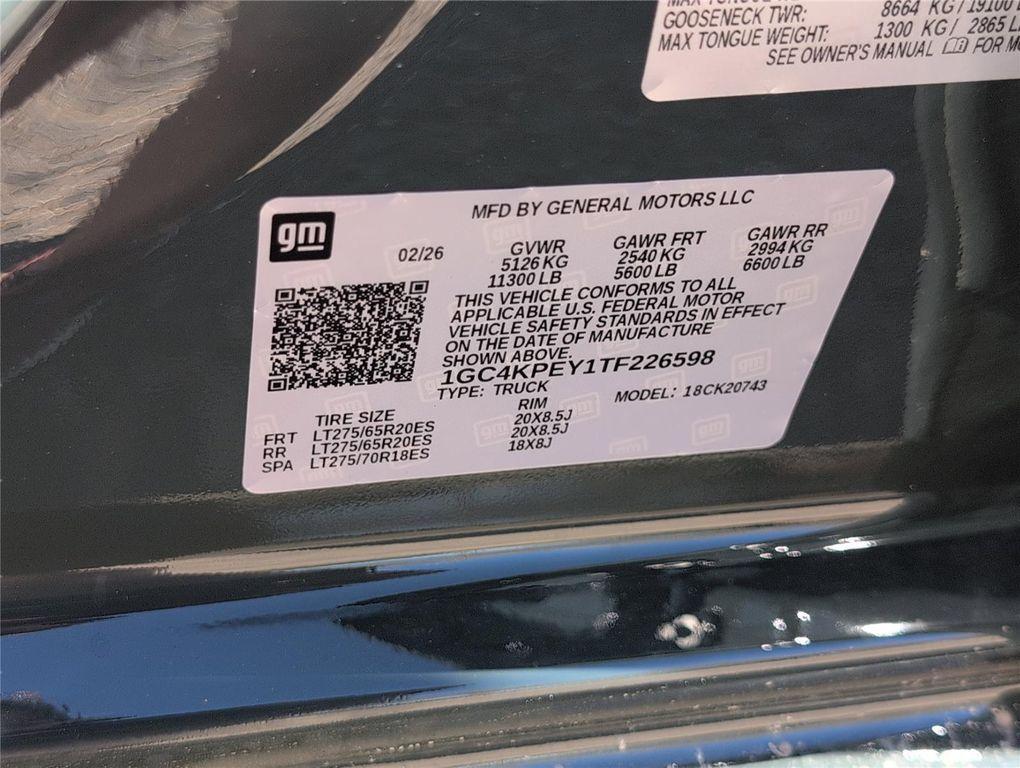 MAX TONGUE
GOOSENECK TWR: 8664 KG/19100
MAX TONGUE WEIGHT: 1300 KG/ 2865
SEE OWNER'S MANUAL FOR
gm
MFD BY GENERAL MOTORS LLC
02/26 GVWR GAWR FRT GAWR RR
5126 KG 2540 KG 2994 KG
11300 LB 5600 LB 6600 LB
THIS VEHICLE CONFORMS TO ALL
APPLICABLE U.S. FEDERAL MOTOR
VEHICLE SAFETY STANDARDS IN EFFECT
ON THE DATE OF MANUFACTURE
SHOWN ABOVE.
1GC4KPEY1TF226598
TYPE: TRUCK MODEL: 18CK20743
TIRE SIZE RIM
FRT LT275/65R20ES 20X8.5J
RR LT275/65R20ES 20X8.5J
SPA LT275/70R18ES 18X8J